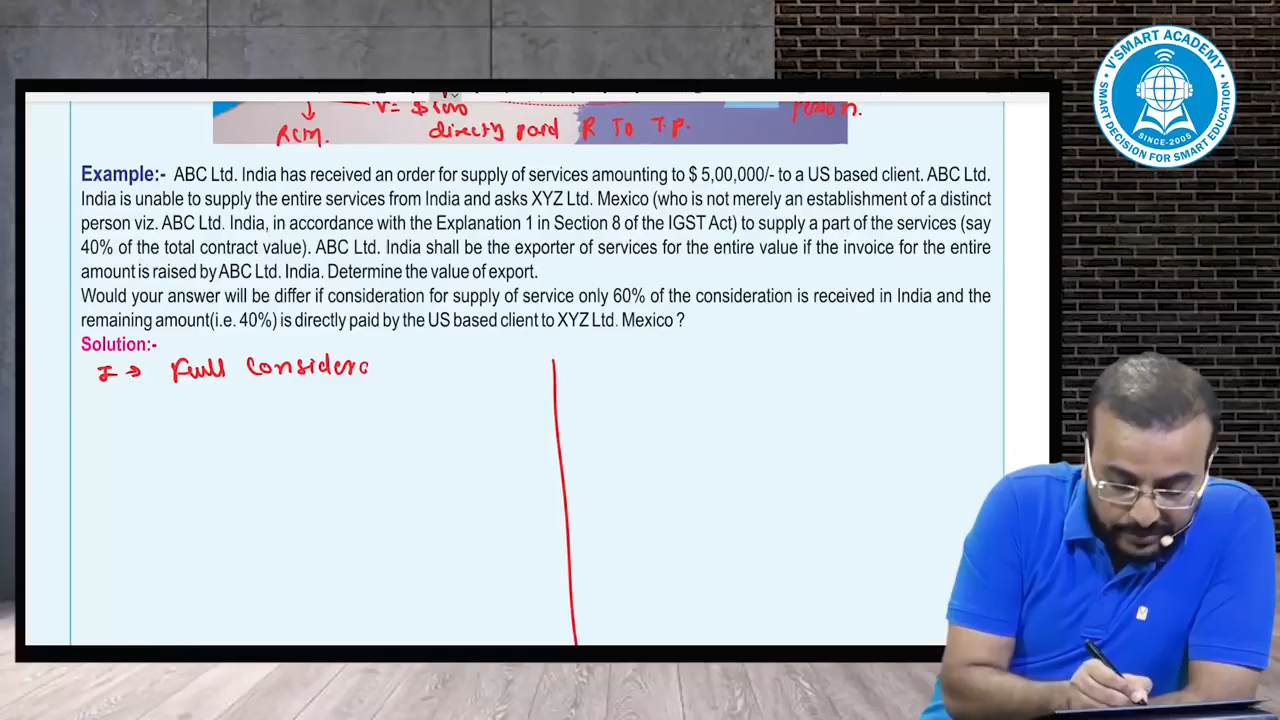 V = $
RCM.
directly paid R To T.P.
V'SMART ACADEMY
SINCE-2005
SMART DECISION FOR SMART EDUCATION
Example:- ABC Ltd. India has received an order for supply of services amounting to $ 5,00,000/- to a US based client. ABC Ltd.
India is unable to supply the entire services from India and asks XYZ Ltd. Mexico (who is not merely an establishment of a distinct
person viz. ABC Ltd. India, in accordance with the Explanation 1 in Section 8 of the IGST Act) to supply a part of the services (say
40% of the total contract value). ABC Ltd. India shall be the exporter of services for the entire value if the invoice for the entire
amount is raised by ABC Ltd. India. Determine the value of export.
Would your answer will be differ if consideration for supply of service only 60% of the consideration is received in India and the
remaining amount(i.e. 40%) is directly paid by the US based client to XYZ Ltd. Mexico ?
Solution:-
I → Full Considera